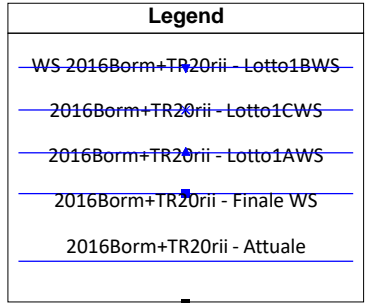 Legend
WS 2016Borm+TR20rii - Lotto1BWS
2016Borm+TR20rii - Lotto1CWS
2016Borm+TR20rii - Lotto1AWS
2016Borm+TR20rii - Finale WS
2016Borm+TR20rii - Attuale